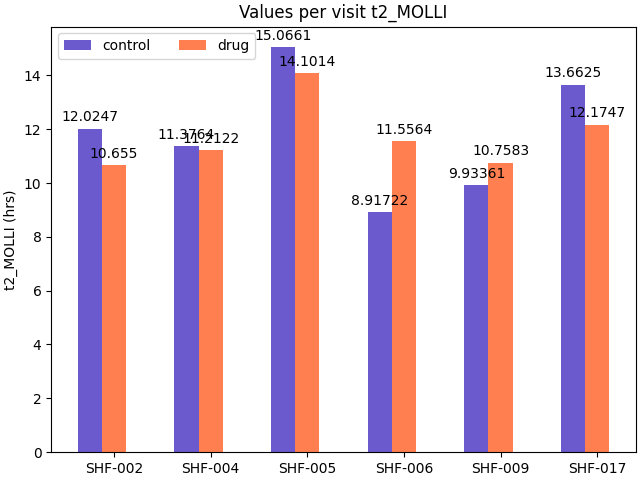 Values per visit t2_MOLLI
control
drug
t2_MOLLI (hrs)
14
12
10
8
6
4
2
0
12.0247
10.655
11.3764
11.2122
15.0661
14.1014
8.91722
11.5564
9.93361
10.7583
13.6625
12.1747
SHF-002
SHF-004
SHF-005
SHF-006
SHF-009
SHF-017